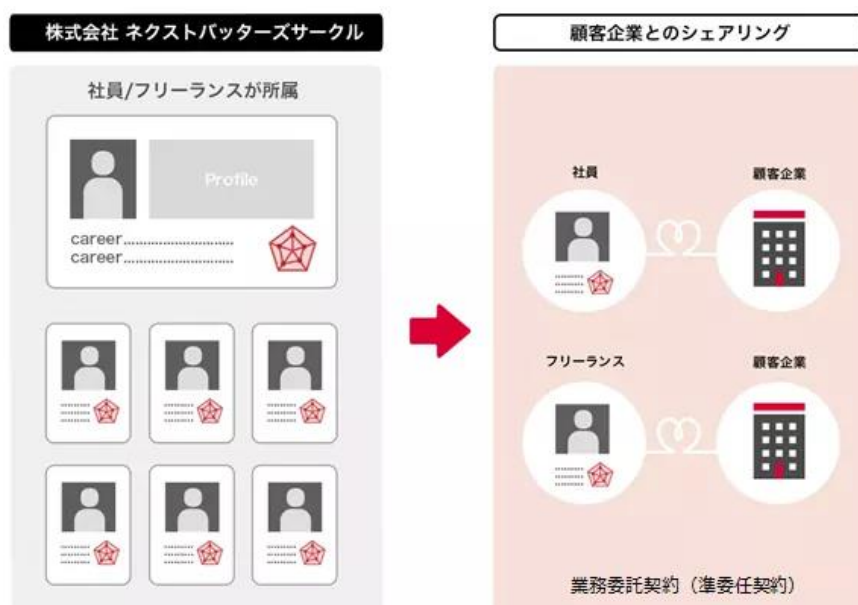 株式会社 ネクストバッターズサークル
社員/フリーランスが所属
Profile
career............................
career............................
顧客企業とのシェアリング
社員
顧客企業
フリーランス
顧客企業
業務委託契約（準委任契約）